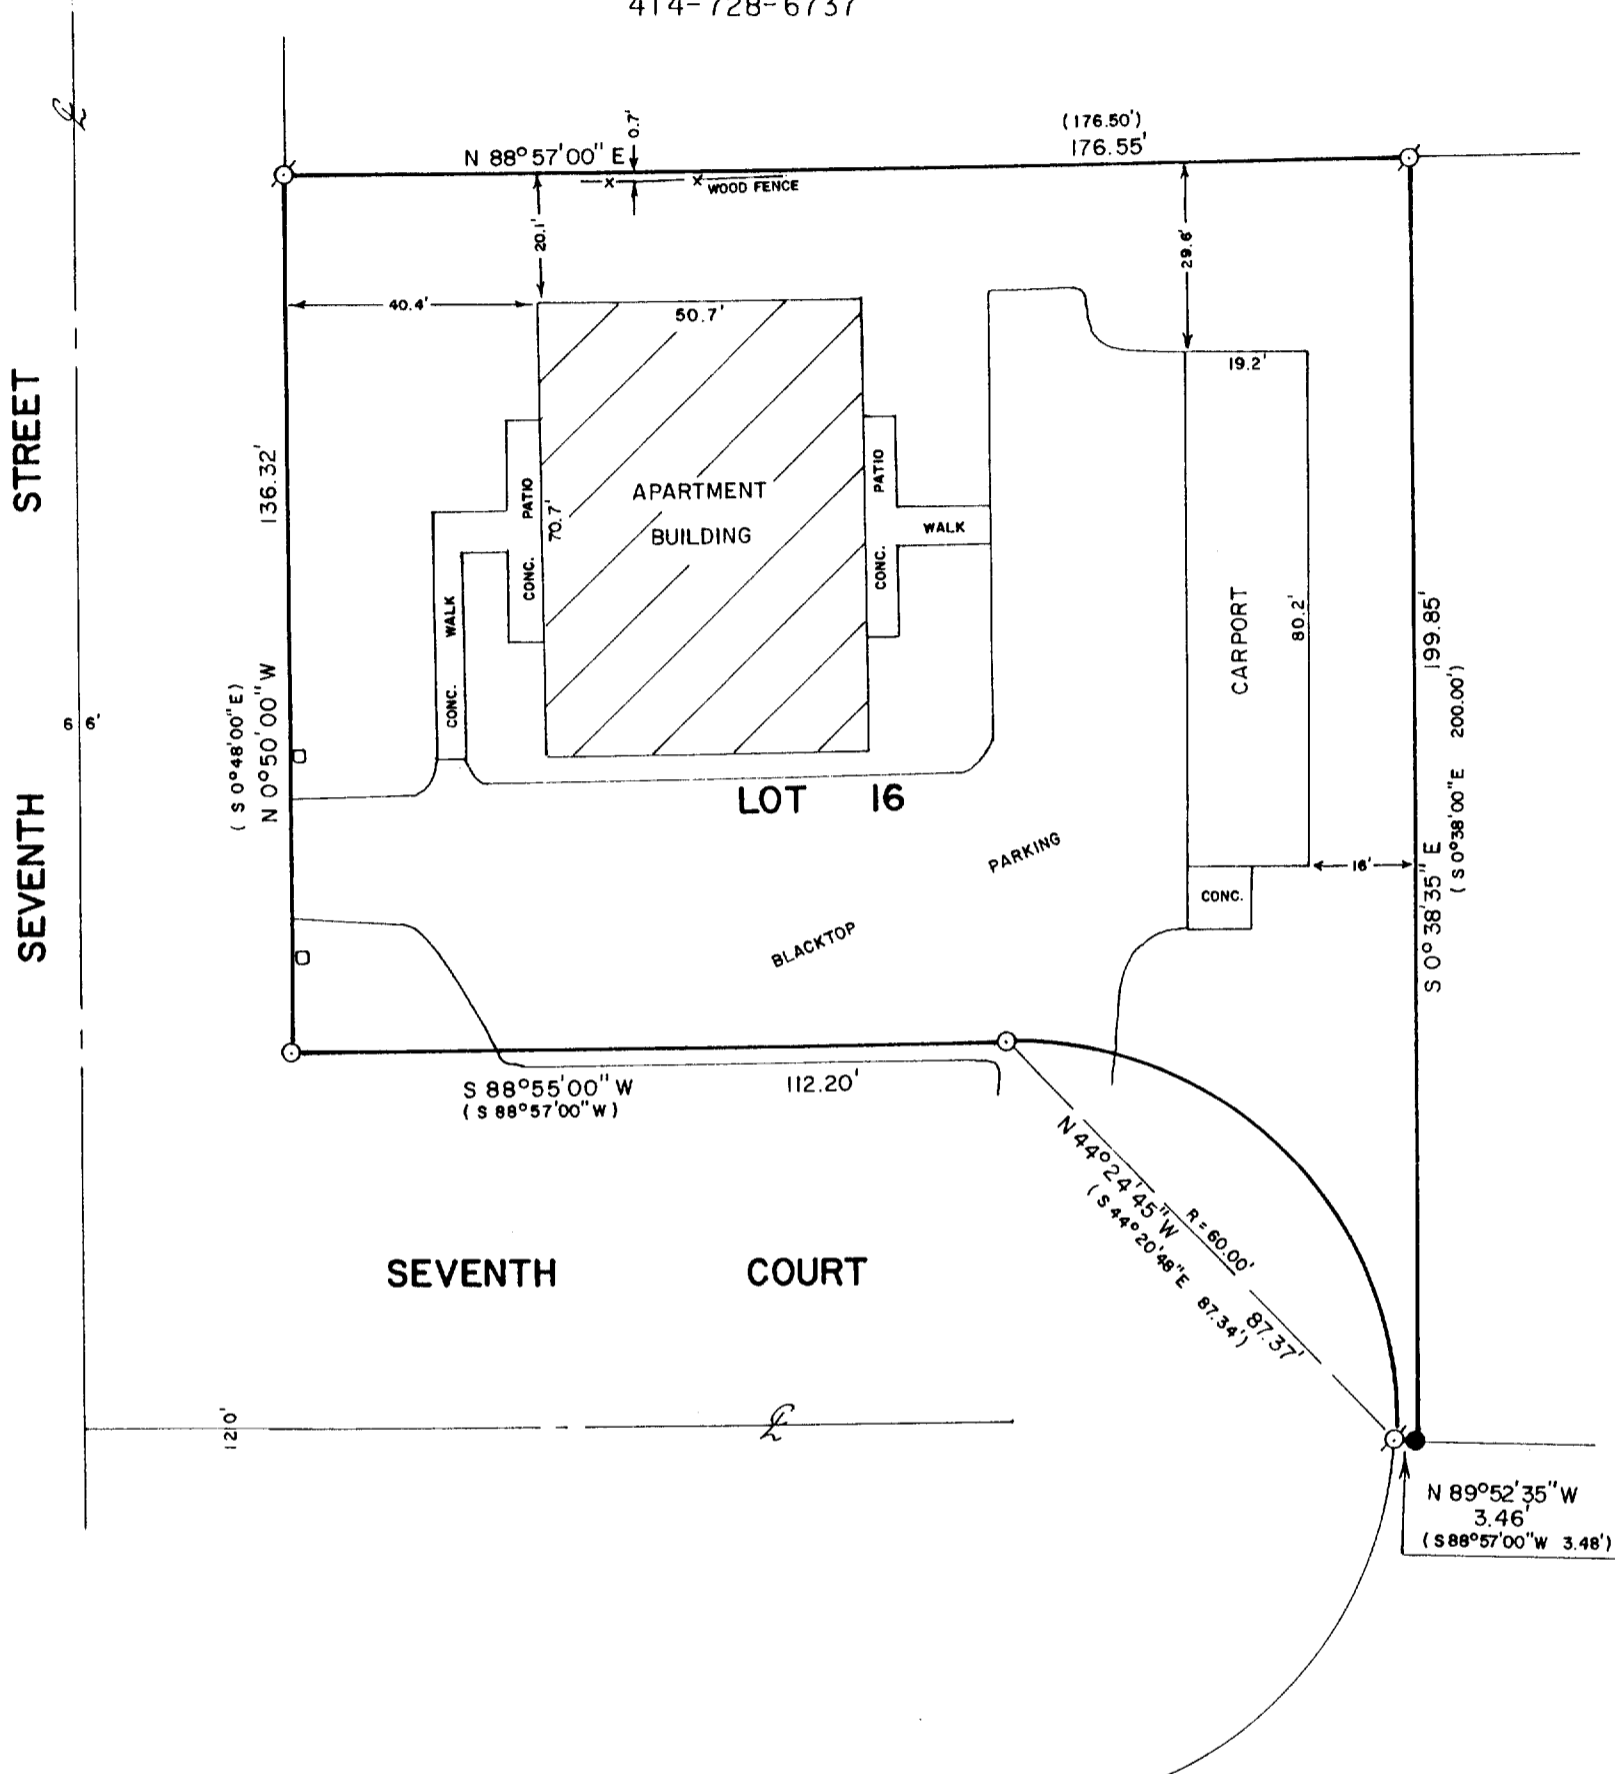 414-728-6737
(176.50')
176.55'
N 88°57'00" E
0.7'
WOOD FENCE
20.1'
29.6'
40.4'
50.7'
19.2'
STREET
SEVENTH
136.32'
(S 0°48'00"E)
N 0°50'00" W
66'
PATIO
CONC.
70.7'
APARTMENT
BUILDING
PATIO
CONC.
WALK
WALK
CONC.
CARPORT
80.2'
199.85'
S 0°38'35" E
(S 0°38'00"E 200.00')
LOT 16
PARKING
BLACKTOP
16'
CONC.
S 88°55'00" W
112.20'
(S 88°57'00"W)
N 44°24'45" W
87.37'
(S 44°20'48"E 87.34')
R = 60.00'
SEVENTH COURT
120'
N 89°52'35" W
3.46'
(S 88°57'00"W 3.48')